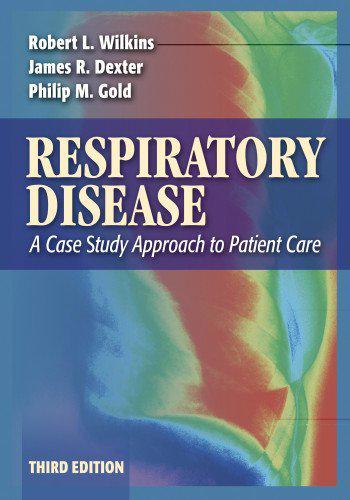 Robert L. Wilkins
James R. Dexter
Philip M. Gold
RESPIRATORY
DISEASE
A Case Study Approach to Patient Care
THIRD EDITION